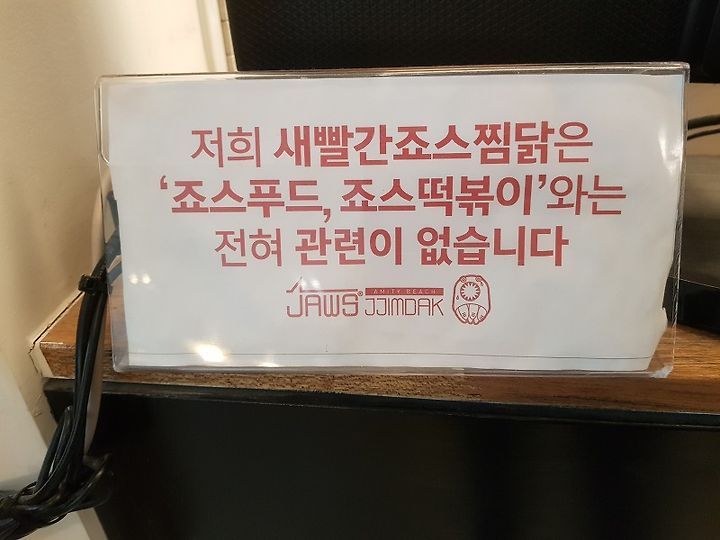 저희 새빨간죠스찜닭은
‘죠스푸드, 죠스떡볶이’와는
전혀 관련이 없습니다
JAWS® AMITY BEACH
JJIMDAK